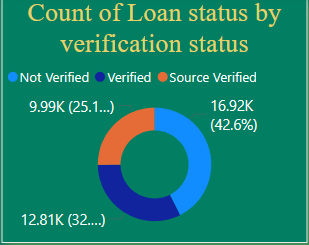 Count of Loan status by
verification status
Not Verified Verified Source Verified
9.99K (25.1...)
16.92K
(42.6%)
12.81K (32....)